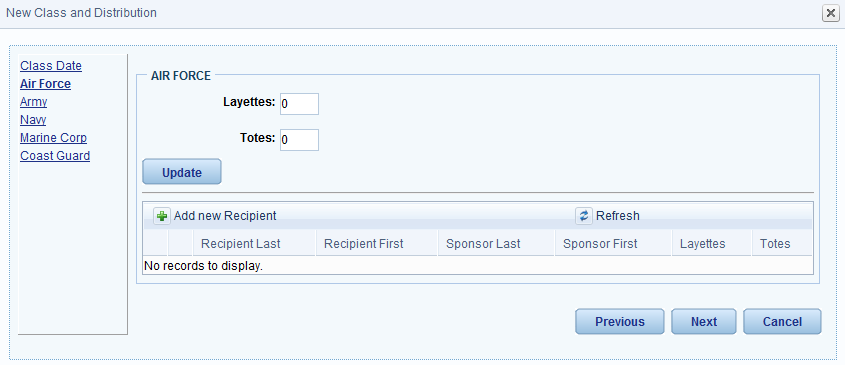 New Class and Distribution
Class Date
Air Force
Army
Navy
Marine Corp
Coast Guard
AIR FORCE
Layettes: 0
Totes: 0
Update
Add new Recipient Refresh
Recipient Last Recipient First Sponsor Last Sponsor First Layettes Totes
No records to display.
Previous Next Cancel